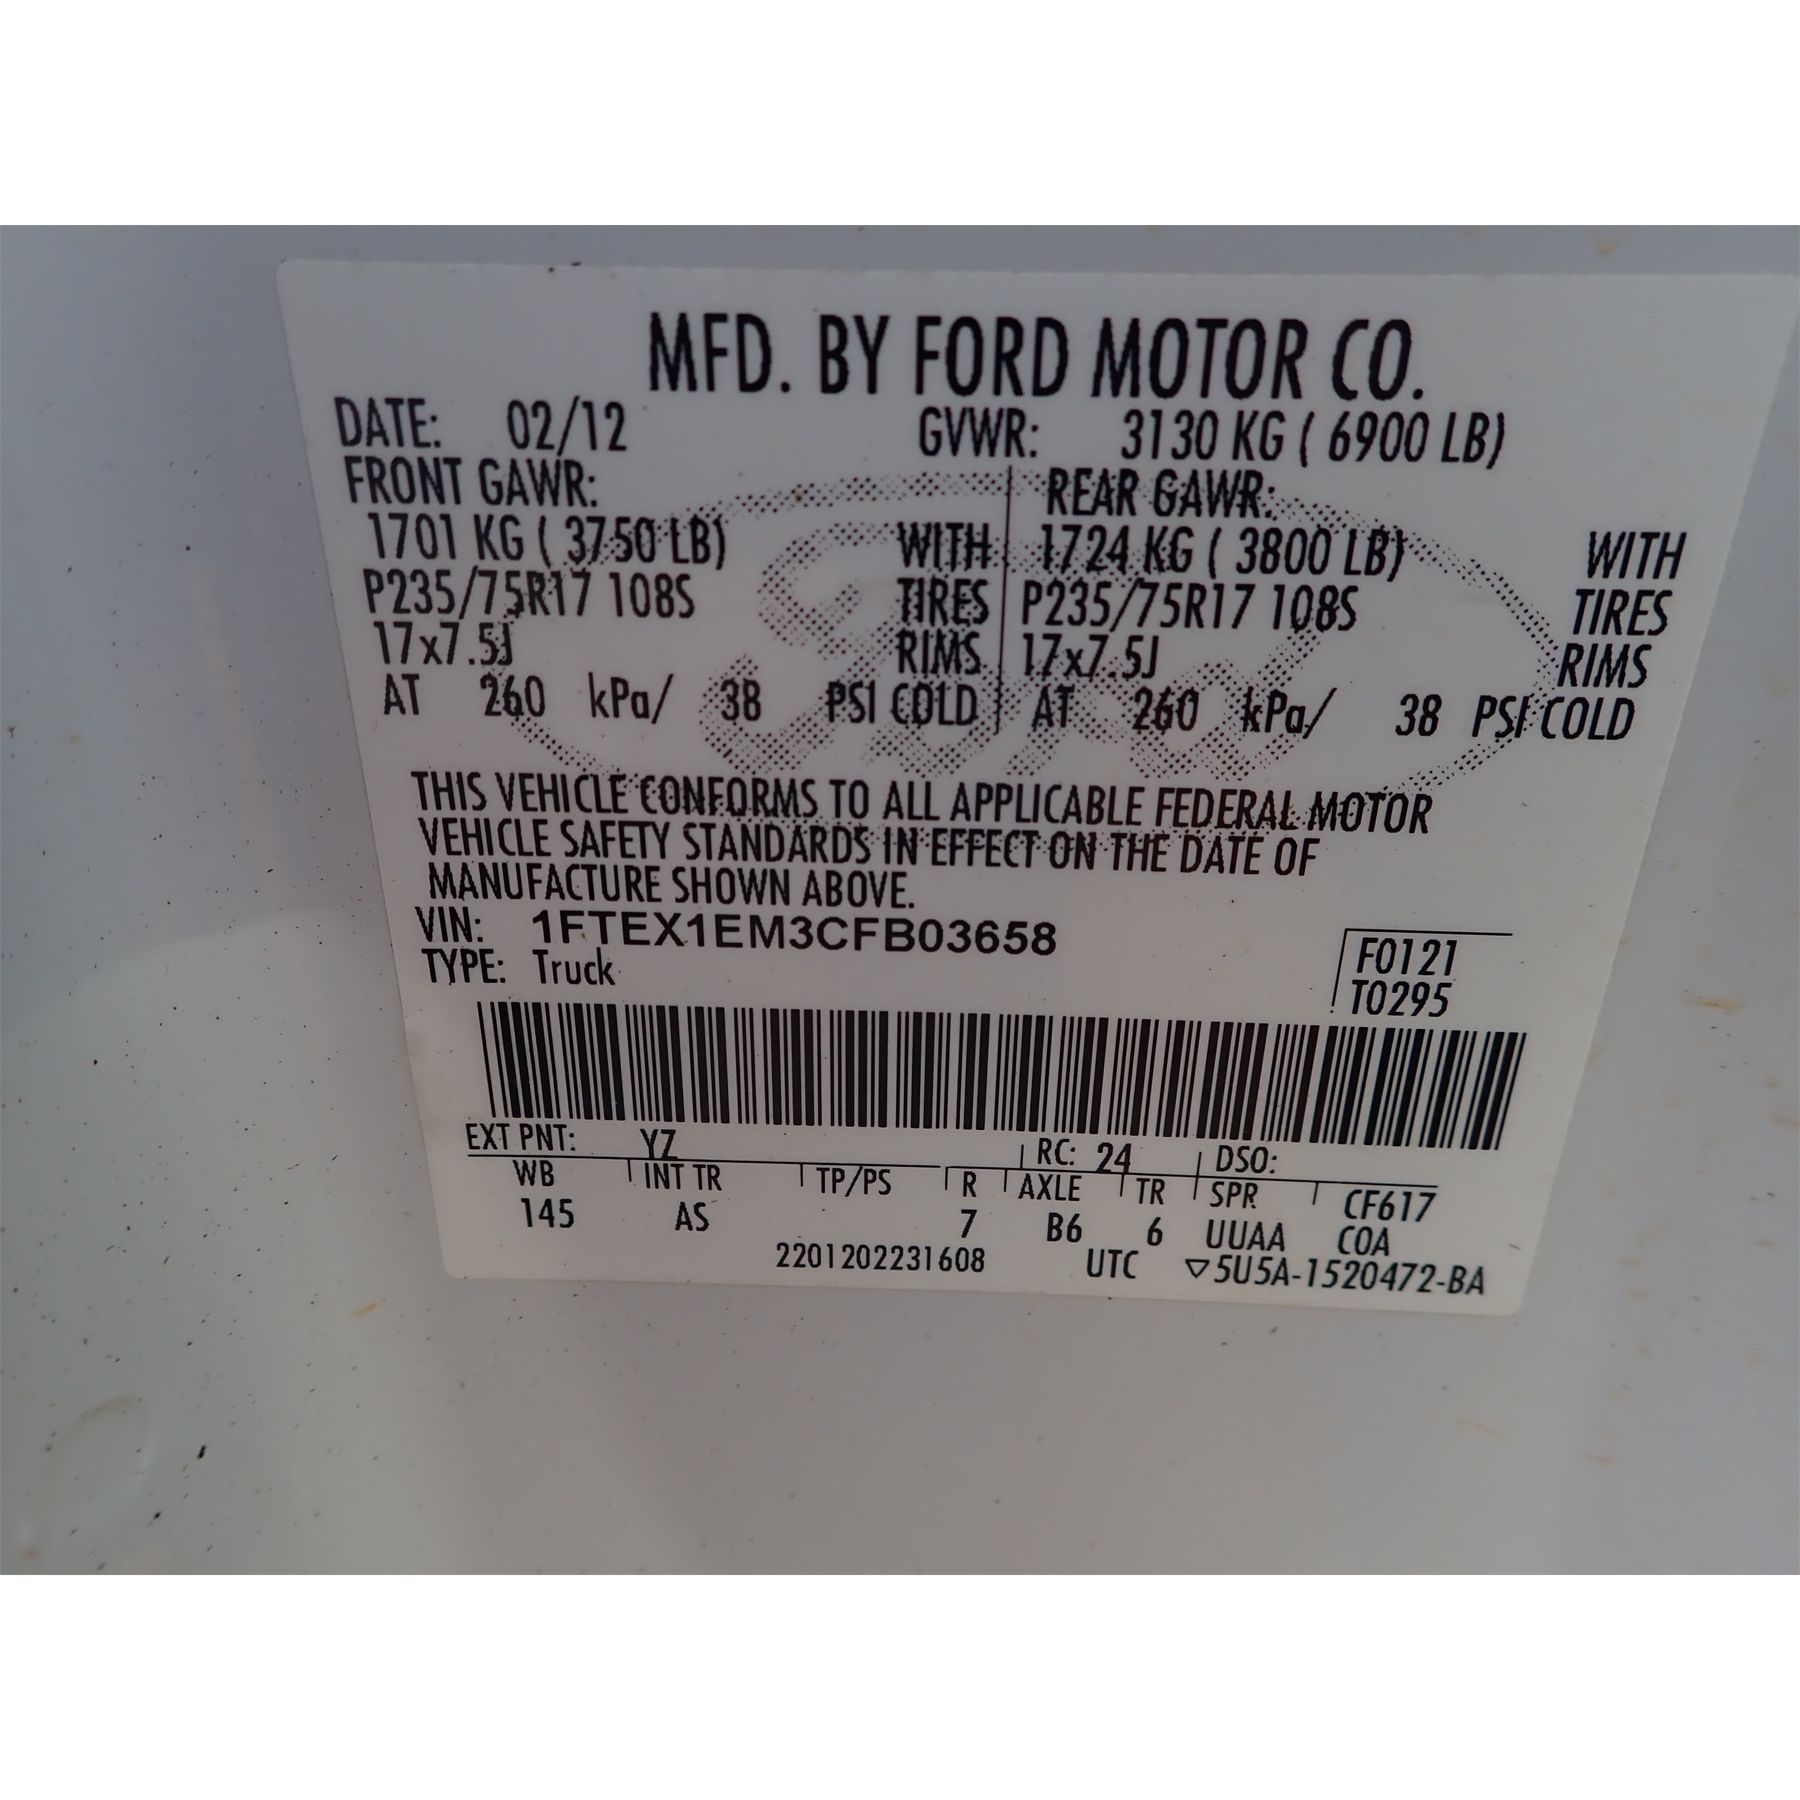 MFD. BY FORD MOTOR CO.
DATE: 02/12 GVWR: 3130 KG ( 6900 LB)
FRONT GAWR: REAR GAWR:
1701 KG ( 3750 LB) WITH 1724 KG ( 3800 LB) WITH
P235/75R17 108S TIRES P235/75R17 108S TIRES
17x7.5J RIMS 17x7.5J RIMS
AT 260 kPa/ 38 PSI COLD AT 260 kPa/ 38 PSI COLD
THIS VEHICLE CONFORMS TO ALL APPLICABLE FEDERAL MOTOR
VEHICLE SAFETY STANDARDS IN EFFECT ON THE DATE OF
MANUFACTURE SHOWN ABOVE.
VIN: 1FTEX1EM3CFB03658
TYPE: Truck
F0121
T0295
EXT PNT: YZ RC: 24 DSO:
WB INT TR TP/PS R AXLE TR SPR CF617
145 AS 7 B6 6 UUAA COA
2201202231608 UTC ▽5U5A-1520472-BA
Ford